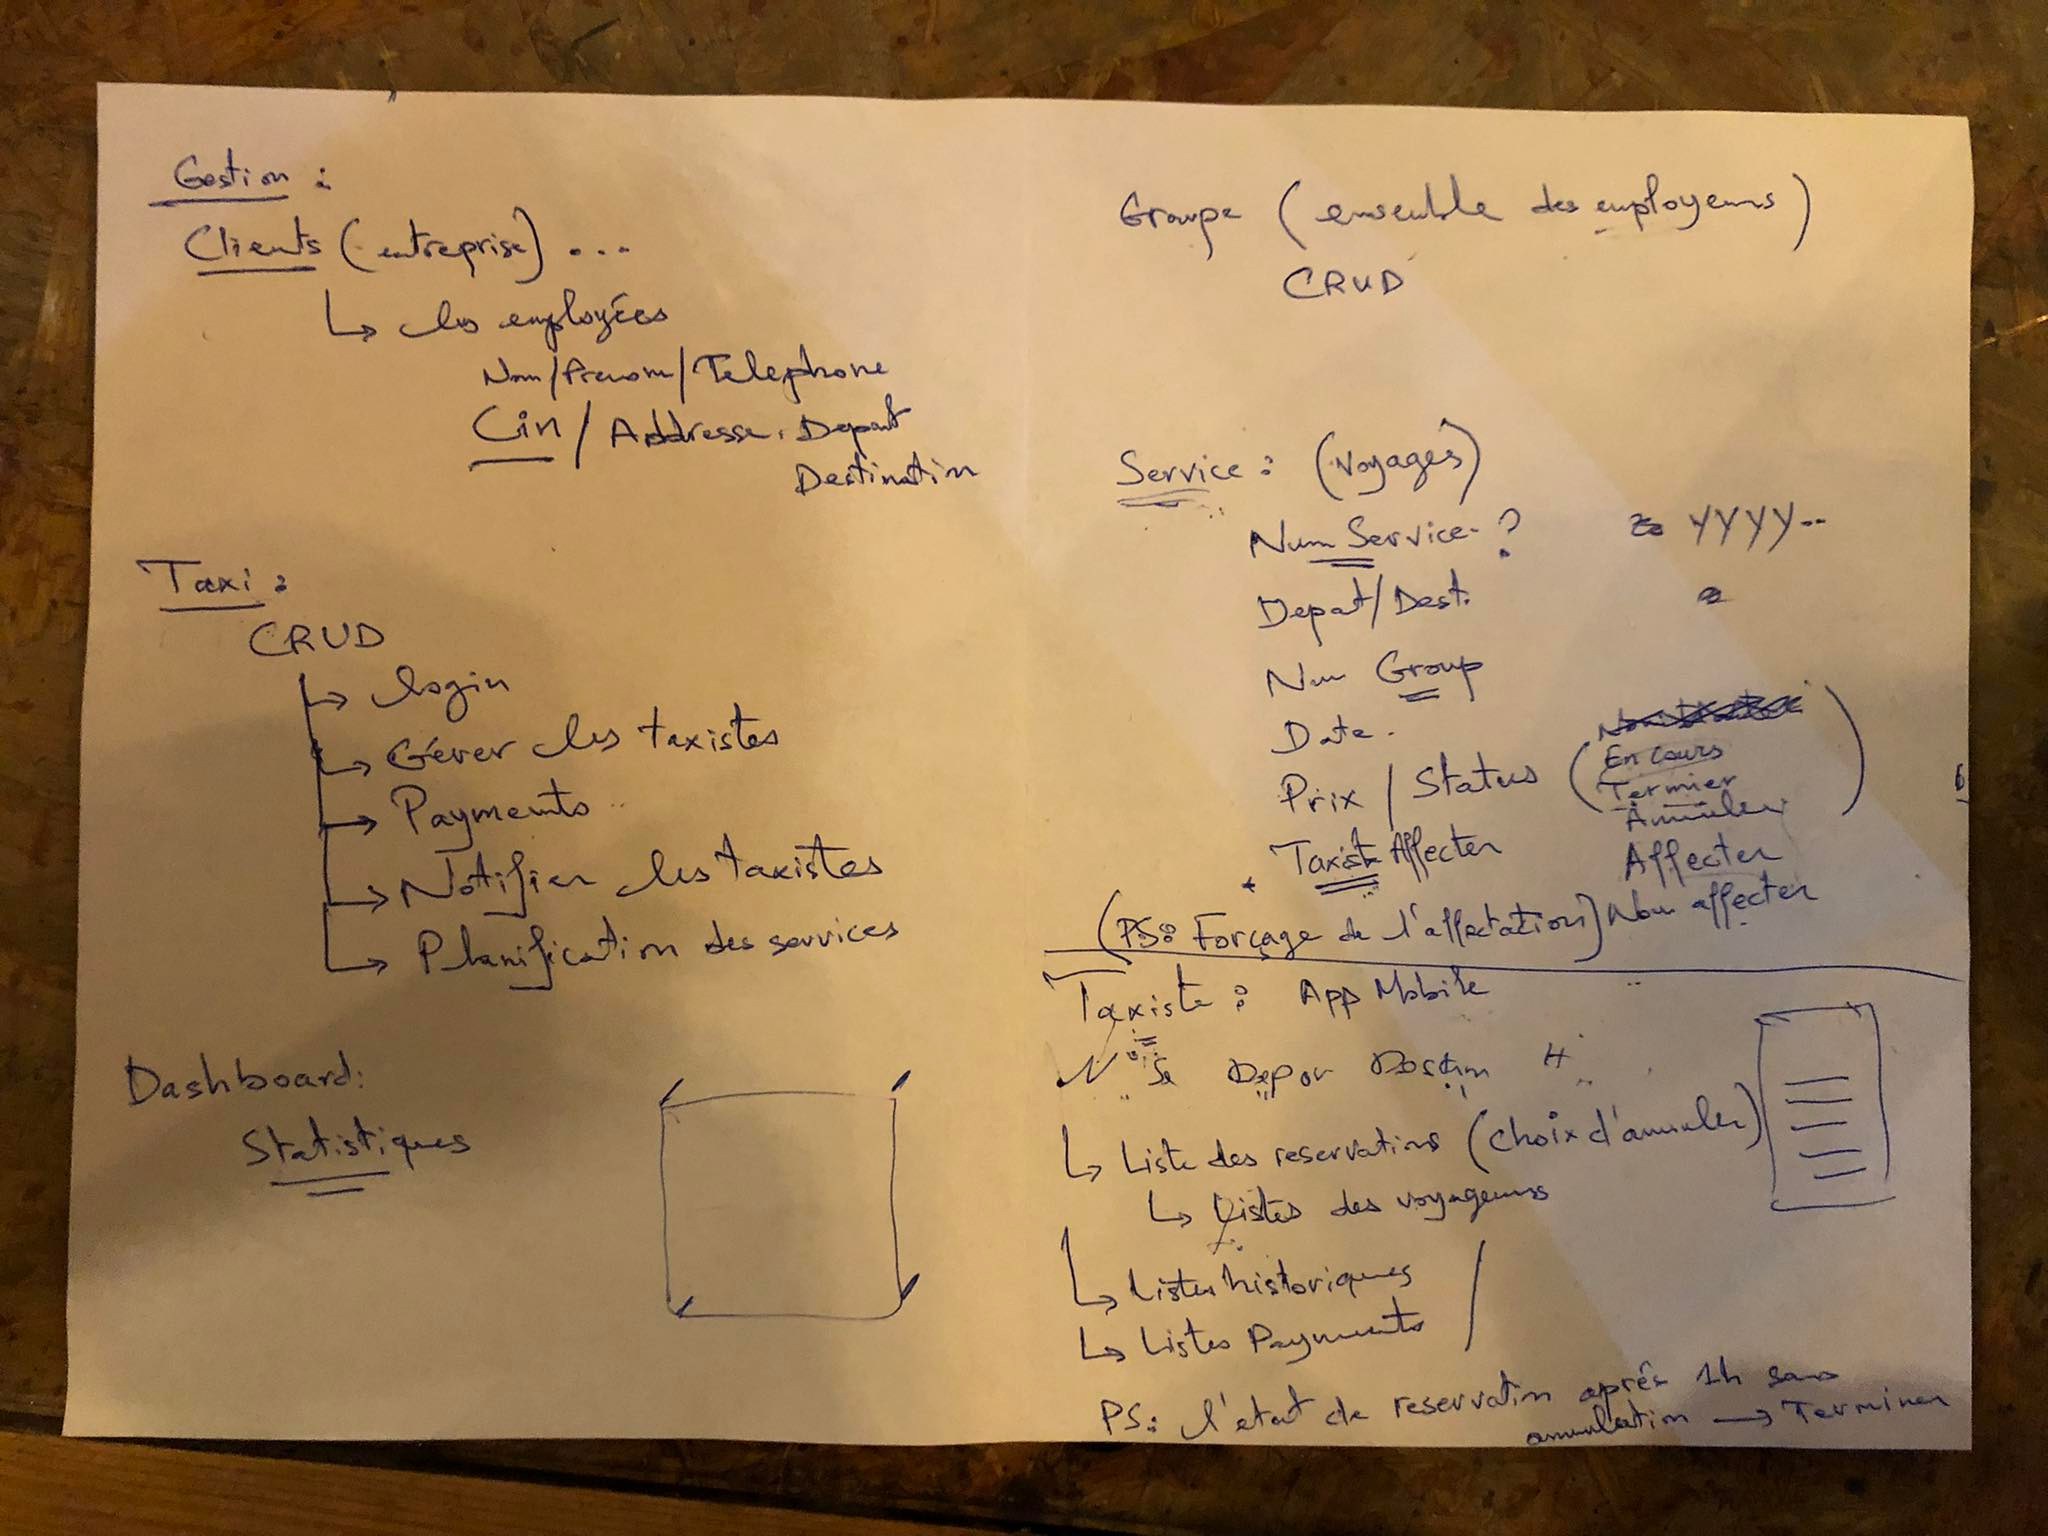 Gestion :
Clients (entreprise) ...
↳ les employées
Nom/Prenom/Telephone
Cin / Addresse. Depart
Destination
Taxi :
CRUD
→ login
↳ Gérer les taxistes
→ Payments
→ Notifier les taxistes
↳ Planification des services
Dashboard:
Statistiques
Groupe (ensemble des employeurs)
CRUD
Service : (Voyages)
Num Service ? YYYY..
Depat/Dest.
Num Group
Date.
Prix / Status (En cours
Termier
Annuler)
Taxist Affecter Affecter
(PS: Forçage de l'affectation) Non affecter
Taxiste : App Mobile
N° Se Depar Destin H
↳ Liste des reservations (choix d'annuler)
↳ Listes des voyageurs
↳ Listes historiques /
↳ Listes Payments
PS: l'etat de reservation aprés 1h sans
annulation → Terminer